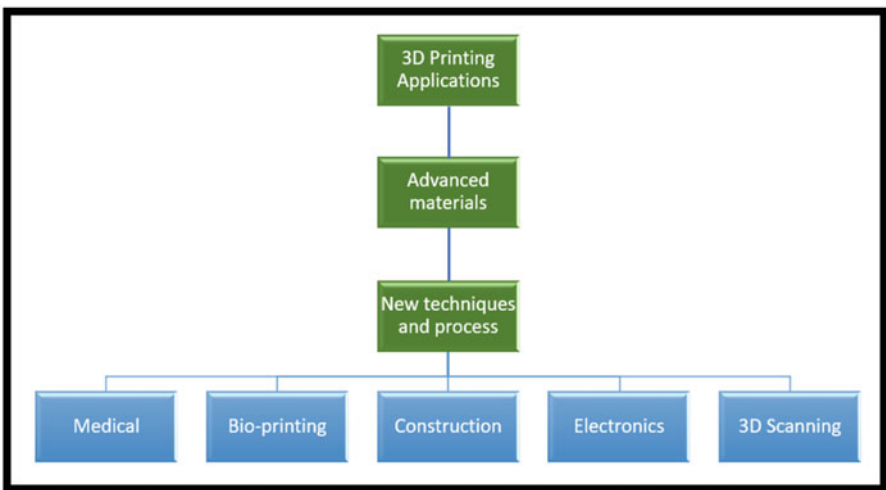 3D Printing
Applications
Advanced
materials
New techniques
and process
Medical
Bio-printing
Construction
Electronics
3D Scanning